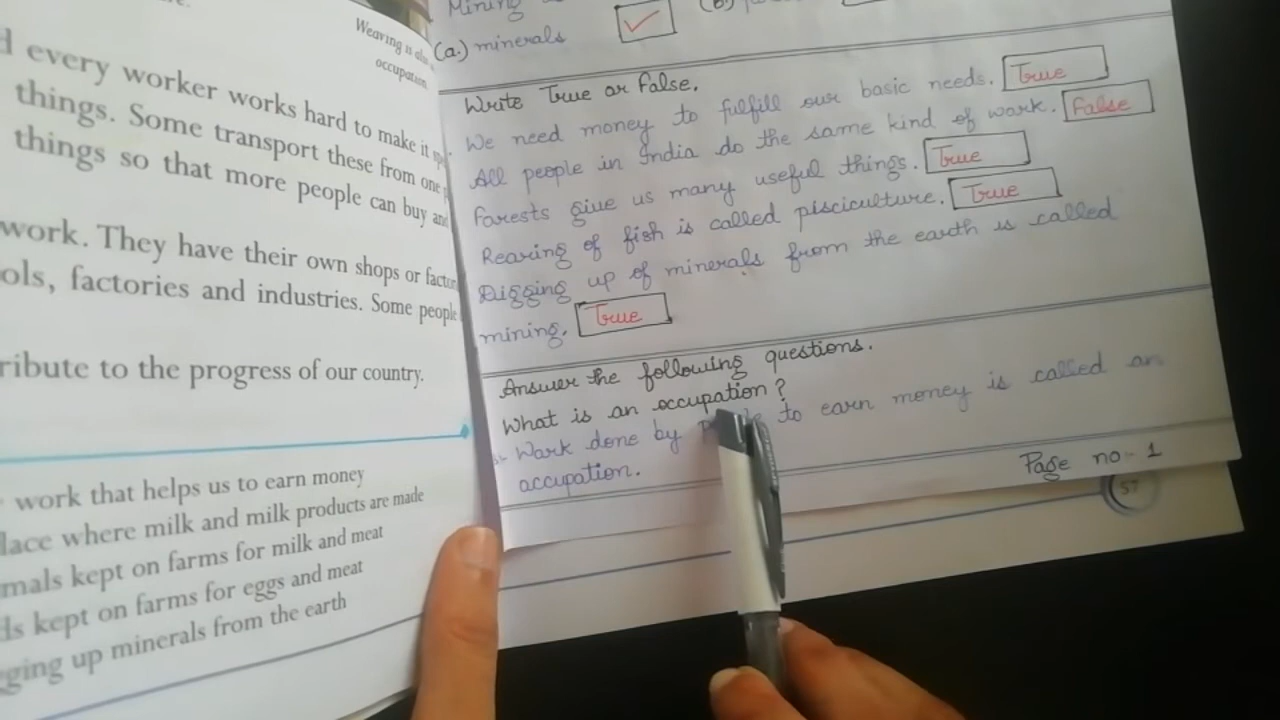 Weaving is also
occupation
every worker works hard to make it
things. Some transport these from one
things so that more people can buy and
work. They have their own shops or
ols, factories and industries. Some people
ribute to the progress of our country.
work that helps us to earn money
lace where milk and milk products are made
mals kept on farms for milk and meat
ds kept on farms for eggs and meat
gging up minerals from the earth
Mining
(a) minerals ✓ (b)
Write True or False.
We need money to fulfill our basic needs. True
All people in India do the same kind of work. False
Forests give us many useful things. True
Rearing of fish is called pisciculture. True
Digging up of minerals from the earth is called
mining. True
Answer the following questions.
What is an occupation?
Work done by to earn money is called an
occupation.
Page no - 1
57